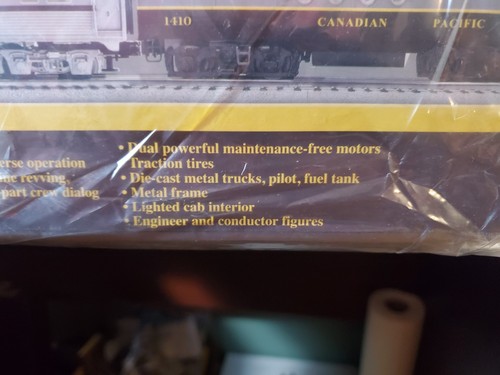 1410 CANADIAN PACIFIC
• Dual powerful maintenance-free motors
erse operation Traction tires
ne revving, • Die-cast metal trucks, pilot, fuel tank
part crew dialog • Metal frame
• Lighted cab interior
• Engineer and conductor figures